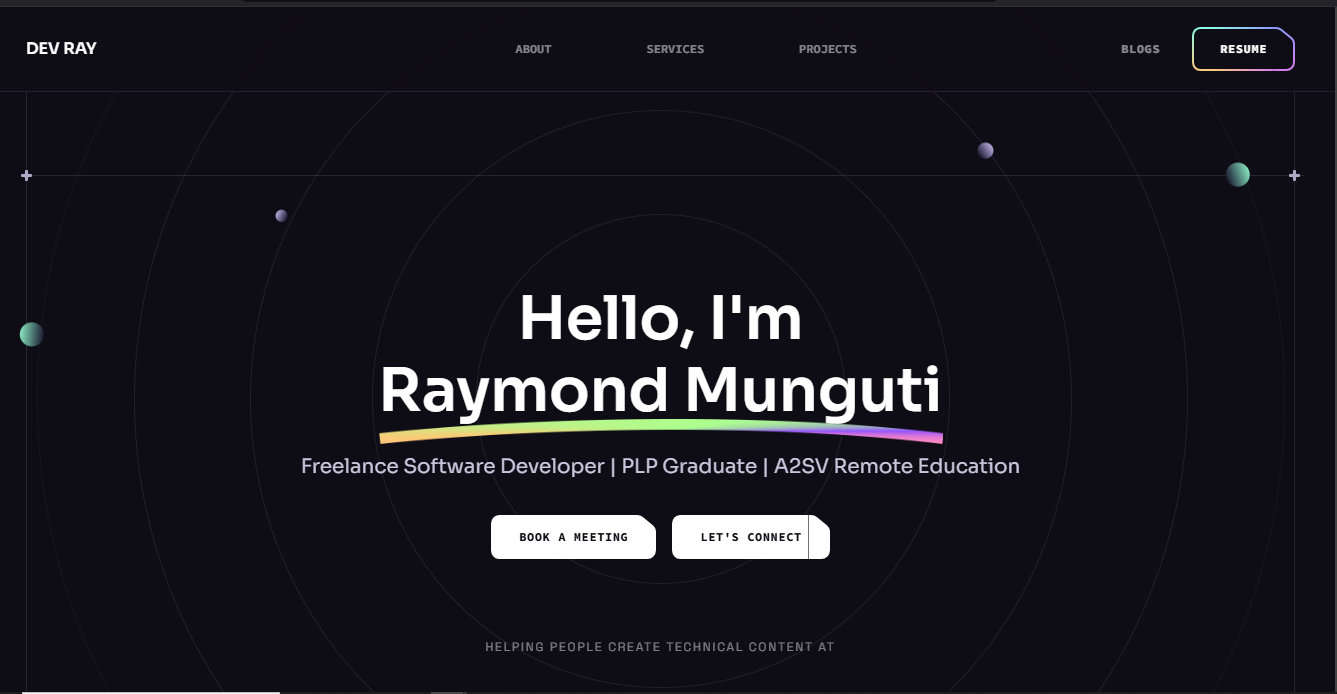 DEV RAY
ABOUT
SERVICES
PROJECTS
BLOGS
RESUME
Hello, I'm
Raymond Munguti
Freelance Software Developer | PLP Graduate | A2SV Remote Education
BOOK A MEETING
LET'S CONNECT
HELPING PEOPLE CREATE TECHNICAL CONTENT AT